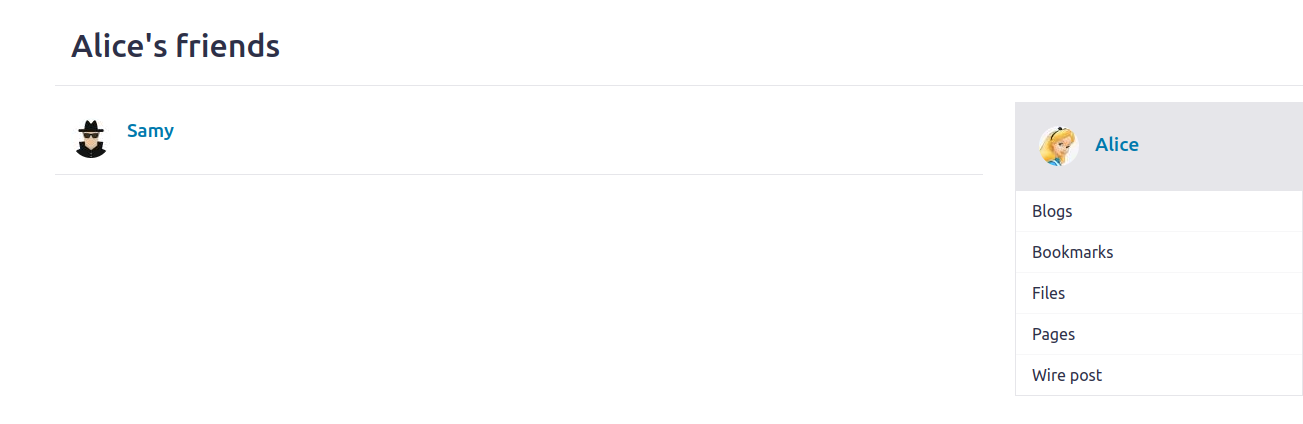 Alice's friends
Samy
Alice
Blogs
Bookmarks
Files
Pages
Wire post